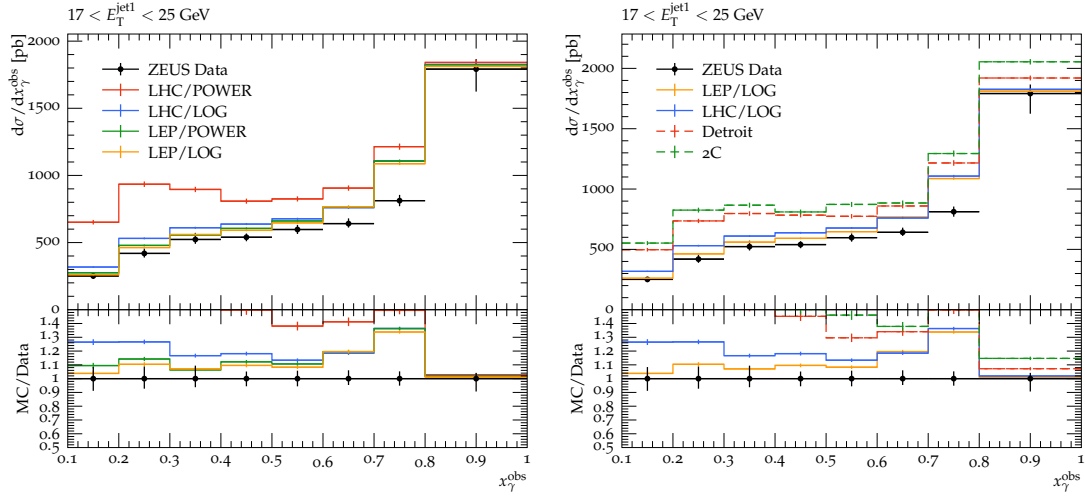 17 < E_T^jet1 < 25 GeV
dσ/dx_γ^obs [pb]
2000
1500
1000
500
0
ZEUS Data
LHC/POWER
LHC/LOG
LEP/POWER
LEP/LOG
MC/Data
1.4
1.3
1.2
1.1
1
0.9
0.8
0.7
0.6
0.5
0.1 0.2 0.3 0.4 0.5 0.6 0.7 0.8 0.9 1
x_γ^obs
17 < E_T^jet1 < 25 GeV
dσ/dx_γ^obs [pb]
2000
1500
1000
500
0
ZEUS Data
LEP/LOG
LHC/LOG
Detroit
2C
MC/Data
1.4
1.3
1.2
1.1
1
0.9
0.8
0.7
0.6
0.5
0.1 0.2 0.3 0.4 0.5 0.6 0.7 0.8 0.9 1
x_γ^obs